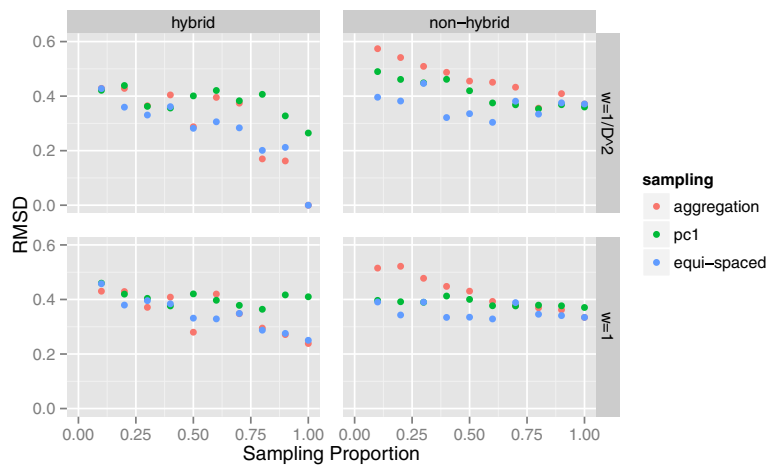 hybrid
non-hybrid
0.6
0.4
0.2
0.0
w=1/D^2
0.6
0.4
0.2
0.0
w=1
RMSD
0.00 0.25 0.50 0.75 1.00
0.00 0.25 0.50 0.75 1.00
Sampling Proportion
sampling
aggregation
pc1
equi-spaced